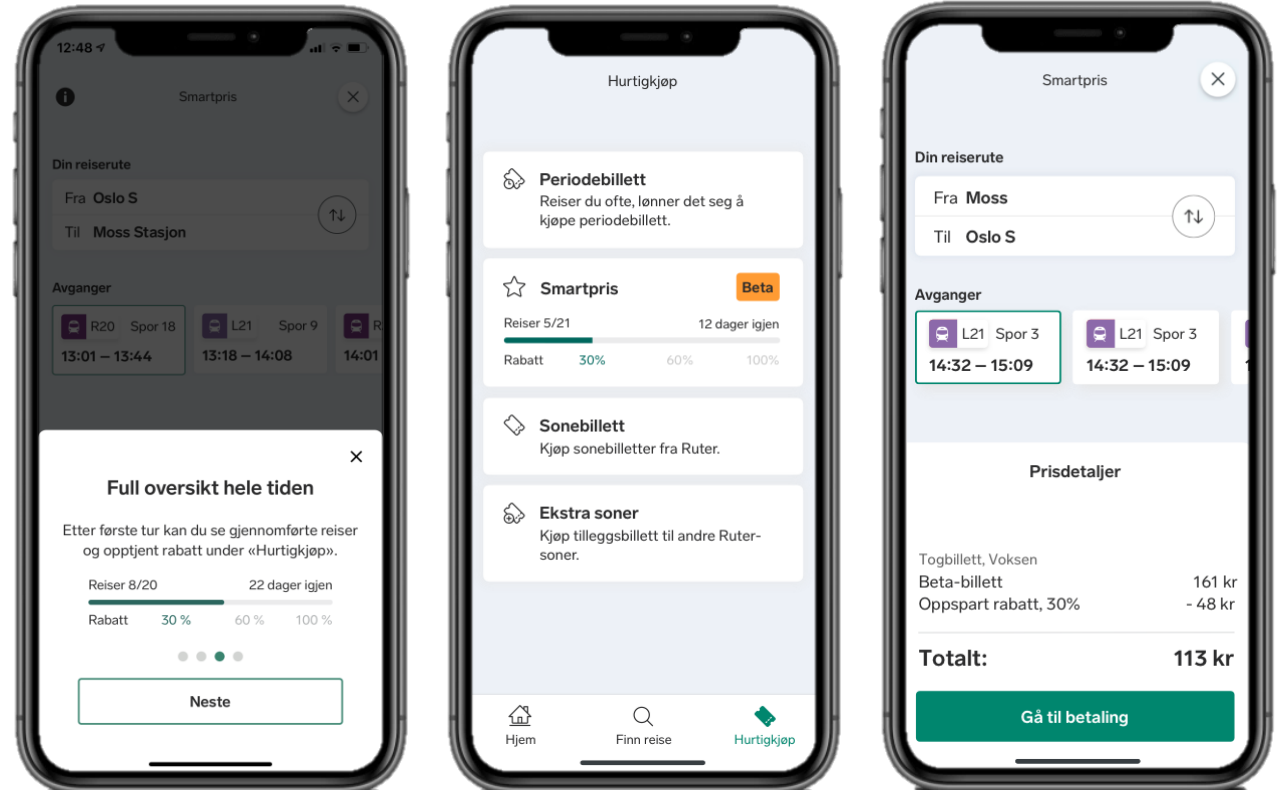 12:48
Smartpris
Din reiserute
Fra Oslo S
Til Moss Stasjon
Avganger
R20 Spor 18
13:01 – 13:44
L21 Spor 9
13:18 – 14:08
R
14:01
Full oversikt hele tiden
Etter første tur kan du se gjennomførte reiser
og opptjent rabatt under «Hurtigkjøp».
Reiser 8/20 22 dager igjen
Rabatt 30 % 60 % 100 %
Neste
Hurtigkjøp
Periodebillett
Reiser du ofte, lønner det seg å
kjøpe periodebillett.
Smartpris Beta
Reiser 5/21 12 dager igjen
Rabatt 30% 60% 100%
Sonebillett
Kjøp sonebilletter fra Ruter.
Ekstra soner
Kjøp tilleggsbillett til andre Ruter-
soner.
Hjem Finn reise Hurtigkjøp
Smartpris
Din reiserute
Fra Moss
Til Oslo S
Avganger
L21 Spor 3
14:32 – 15:09
L21 Spor 3
14:32 – 15:09
Prisdetaljer
Togbillett, Voksen
Beta-billett 161 kr
Oppspart rabatt, 30% - 48 kr
Totalt: 113 kr
Gå til betaling